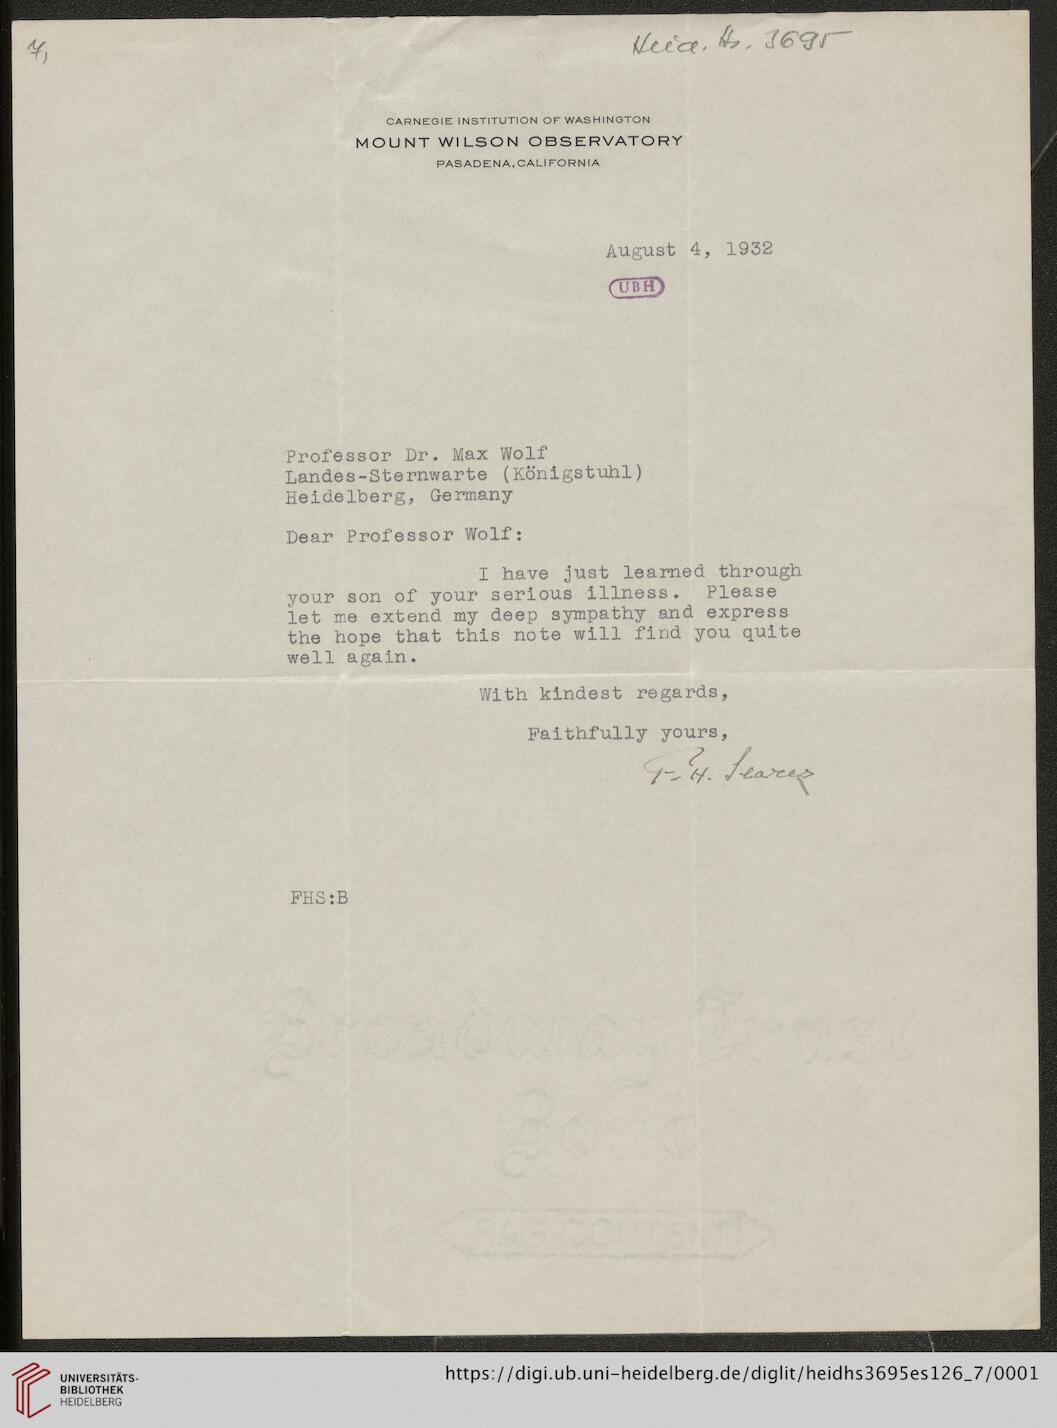 7,
Heid. Hs. 3695
CARNEGIE INSTITUTION OF WASHINGTON
MOUNT WILSON OBSERVATORY
PASADENA, CALIFORNIA
August 4, 1932
UBH
Professor Dr. Max Wolf
Landes-Sternwarte (Königstuhl)
Heidelberg, Germany
Dear Professor Wolf:
I have just learned through
your son of your serious illness. Please
let me extend my deep sympathy and express
the hope that this note will find you quite
well again.
With kindest regards,
Faithfully yours,
F. H. Seares
FHS:B
UNIVERSITÄTS-
BIBLIOTHEK
HEIDELBERG
https://digi.ub.uni-heidelberg.de/diglit/heidhs3695es126_7/0001